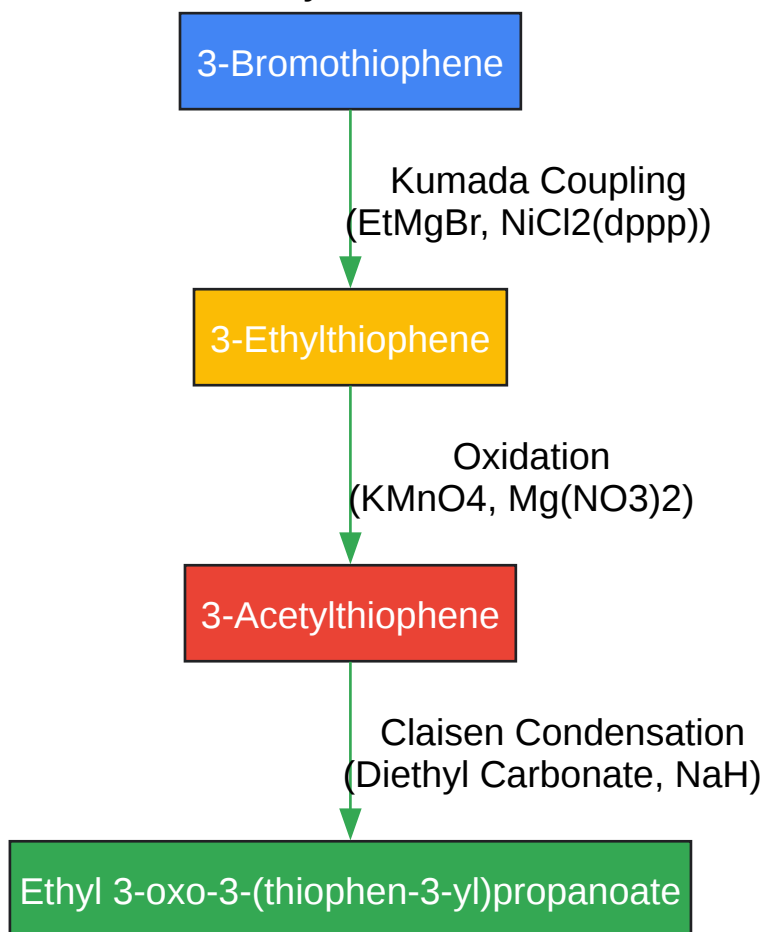 3-Bromothiophene
Kumada Coupling
(EtMgBr, NiCl2(dppp))
3-Ethylthiophene
Oxidation
(KMnO4, Mg(NO3)2)
3-Acetylthiophene
Claisen Condensation
(Diethyl Carbonate, NaH)
Ethyl 3-oxo-3-(thiophen-3-yl)propanoate